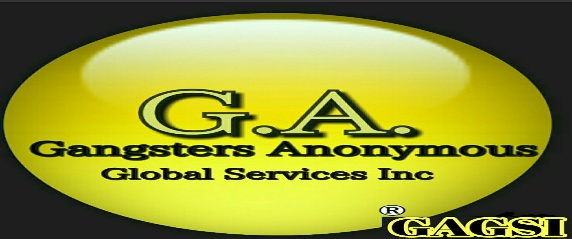 G.A.
Gangsters Anonymous
Global Services Inc
® GAGSI